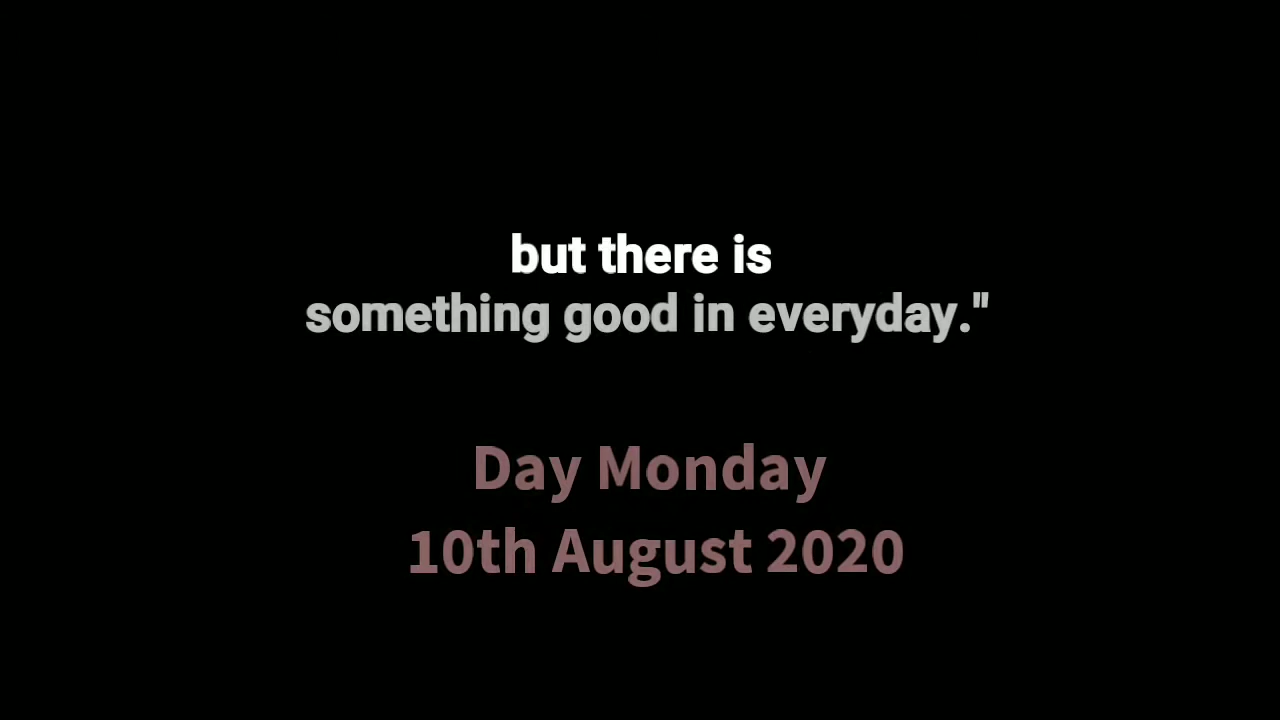 but there is
something good in everyday."
Day Monday
10th August 2020